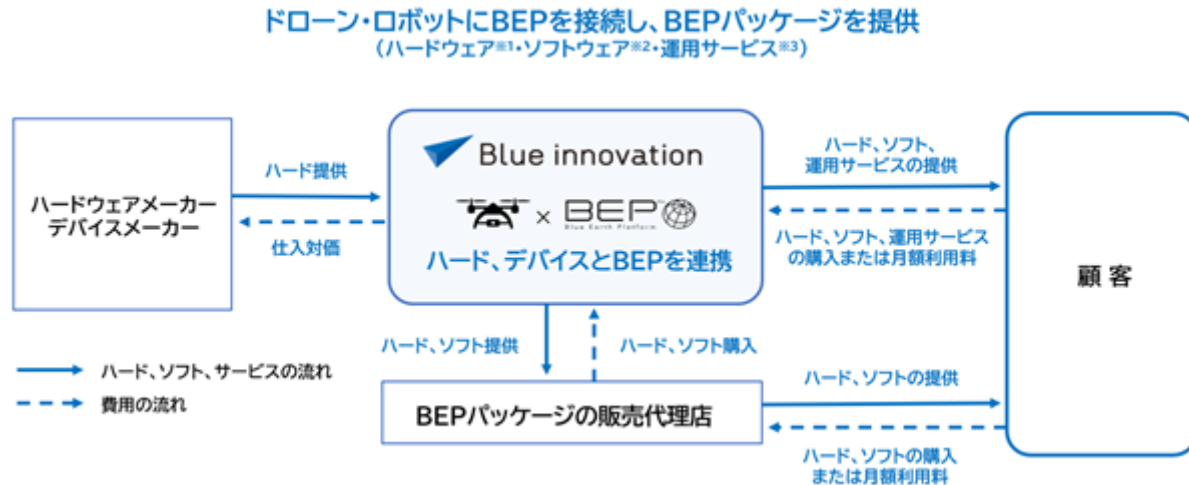 ドローン・ロボットにBEPを接続し、BEPパッケージを提供
(ハードウェア※1・ソフトウェア※2・運用サービス※3)
ハードウェアメーカー
デバイスメーカー
ハード提供
仕入対価
Blue innovation
× BEP
Blue Earth Platform
ハード、デバイスとBEPを連携
ハード、ソフト、
運用サービスの提供
ハード、ソフト、運用サービス
の購入または月額利用料
顧 客
ハード、ソフト提供
ハード、ソフト購入
BEPパッケージの販売代理店
ハード、ソフトの提供
ハード、ソフトの購入
または月額利用料
ハード、ソフト、サービスの流れ
費用の流れ